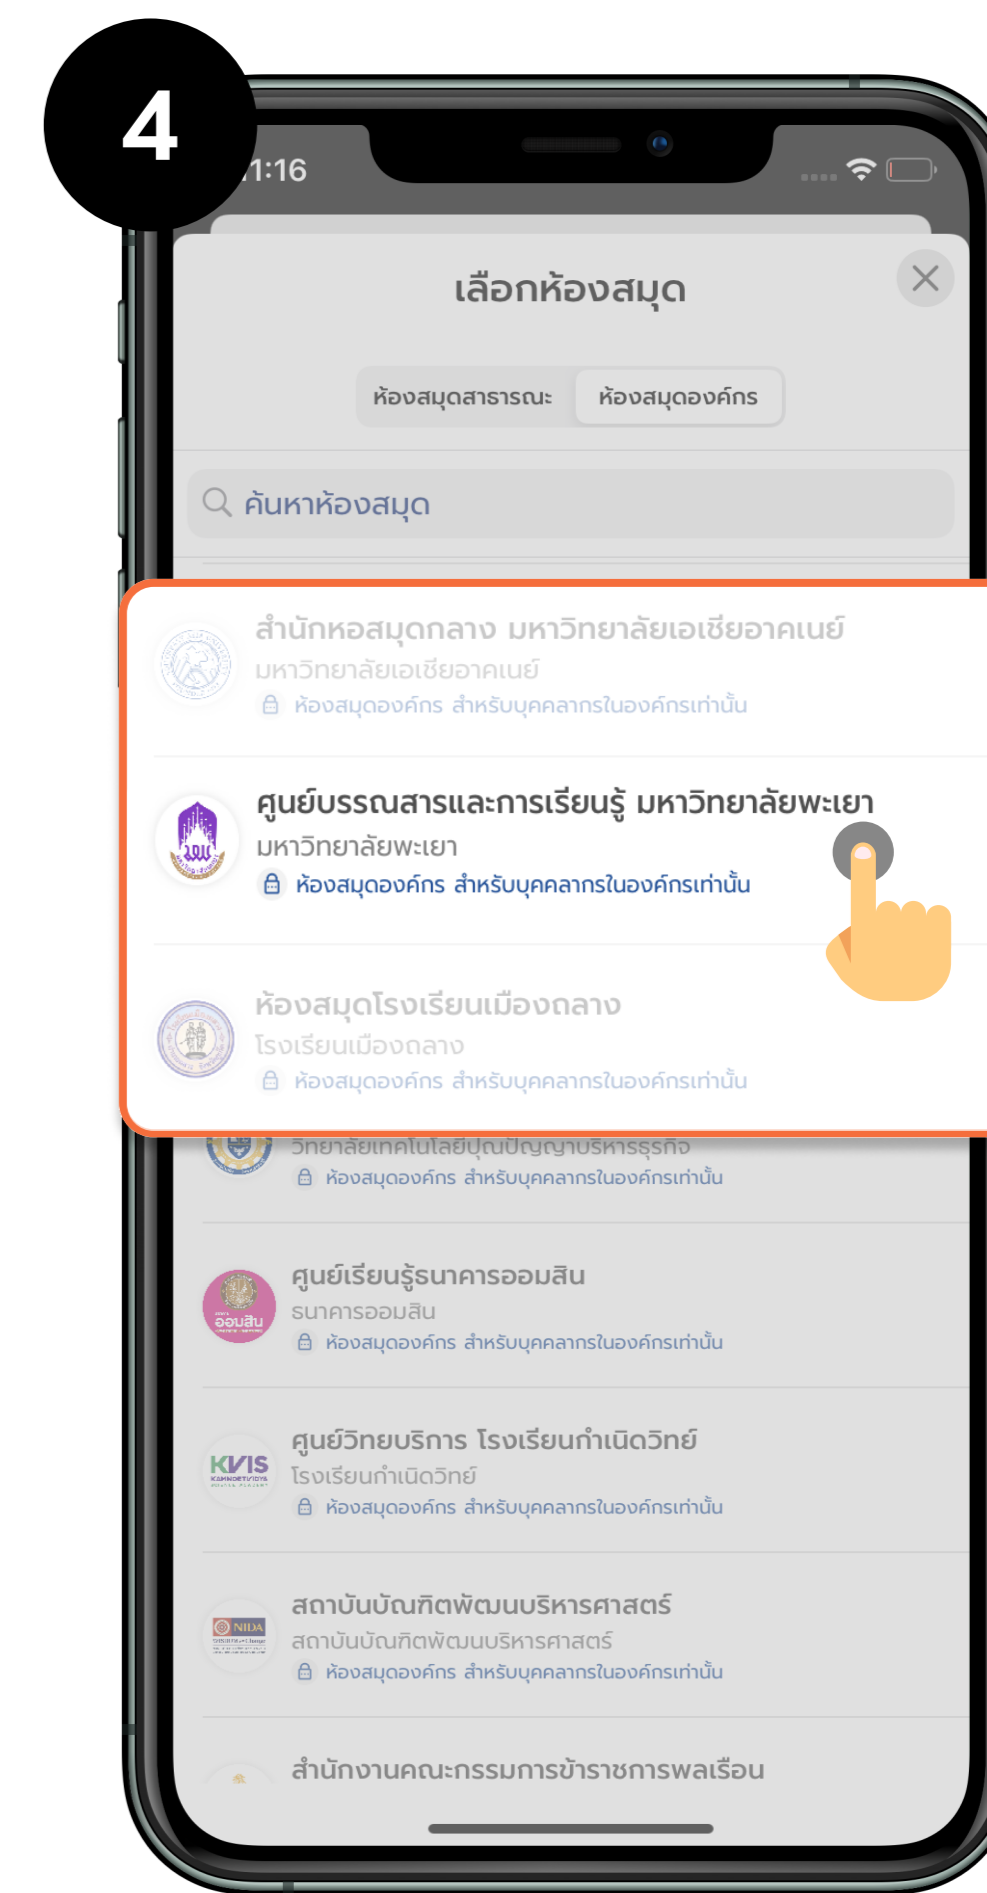 4
1:16
เลือกห้องสมุด
ห้องสมุดสาธารณะ ห้องสมุดองค์กร
ค้นหาห้องสมุด
สำนักหอสมุดกลาง มหาวิทยาลัยเอเชียอาคเนย์
มหาวิทยาลัยเอเชียอาคเนย์
ห้องสมุดองค์กร สำหรับบุคคลากรในองค์กรเท่านั้น
ศูนย์บรรณสารและการเรียนรู้ มหาวิทยาลัยพะเยา
มหาวิทยาลัยพะเยา
ห้องสมุดองค์กร สำหรับบุคคลากรในองค์กรเท่านั้น
ห้องสมุดโรงเรียนเมืองถลาง
โรงเรียนเมืองถลาง
ห้องสมุดองค์กร สำหรับบุคคลากรในองค์กรเท่านั้น
วิทยาลัยเทคโนโลยีปุณปัญญาบริหารธุรกิจ
ห้องสมุดองค์กร สำหรับบุคคลากรในองค์กรเท่านั้น
ศูนย์เรียนรู้ธนาคารออมสิน
ธนาคารออมสิน
ออมสิน
ห้องสมุดองค์กร สำหรับบุคคลากรในองค์กรเท่านั้น
ศูนย์วิทยบริการ โรงเรียนกำเนิดวิทย์
KVIS
โรงเรียนกำเนิดวิทย์
ห้องสมุดองค์กร สำหรับบุคคลากรในองค์กรเท่านั้น
สถาบันบัณฑิตพัฒนบริหารศาสตร์
NIDA
สถาบันบัณฑิตพัฒนบริหารศาสตร์
ห้องสมุดองค์กร สำหรับบุคคลากรในองค์กรเท่านั้น
สำนักงานคณะกรรมการข้าราชการพลเรือน